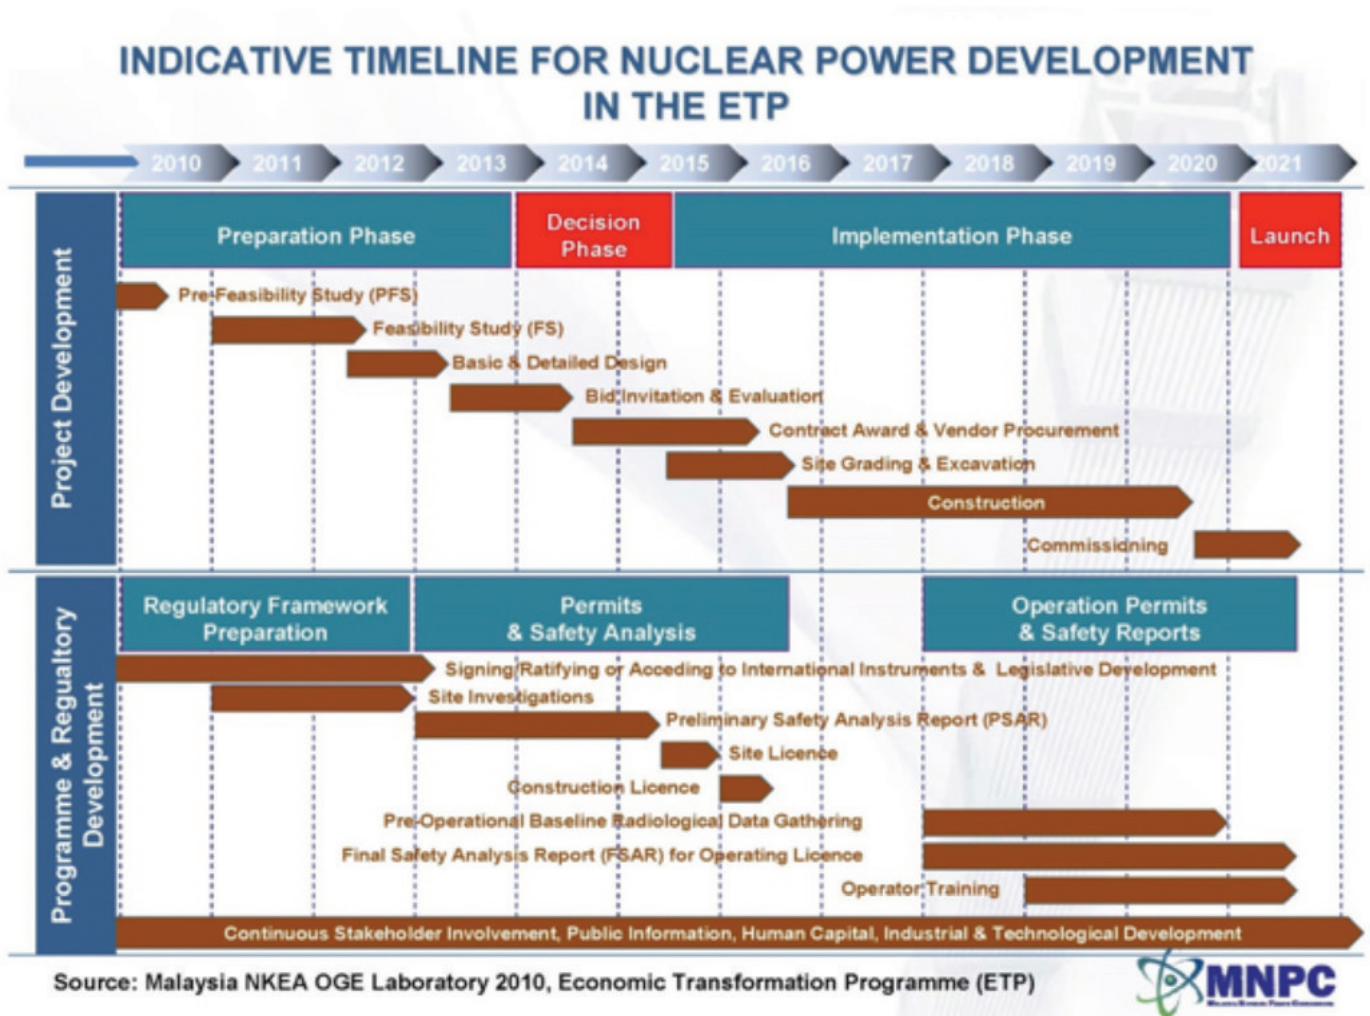 INDICATIVE TIMELINE FOR NUCLEAR POWER DEVELOPMENT
IN THE ETP
2010 2011 2012 2013 2014 2015 2016 2017 2018 2019 2020 2021
Project Development
Preparation Phase
Decision
Phase
Implementation Phase
Launch
Pre-Feasibility Study (PFS)
Feasibility Study (FS)
Basic & Detailed Design
Bid Invitation & Evaluation
Contract Award & Vendor Procurement
Site Grading & Excavation
Construction
Commissioning
Programme & Regualtory
Development
Regulatory Framework
Preparation
Permits
& Safety Analysis
Operation Permits
& Safety Reports
Signing/Ratifying or Acceding to International Instruments & Legislative Development
Site Investigations
Preliminary Safety Analysis Report (PSAR)
Site Licence
Construction Licence
Pre-Operational Baseline Radiological Data Gathering
Final Safety Analysis Report (FSAR) for Operating Licence
Operator Training
Continuous Stakeholder Involvement, Public Information, Human Capital, Industrial & Technological Development
Source: Malaysia NKEA OGE Laboratory 2010, Economic Transformation Programme (ETP)
MNPC